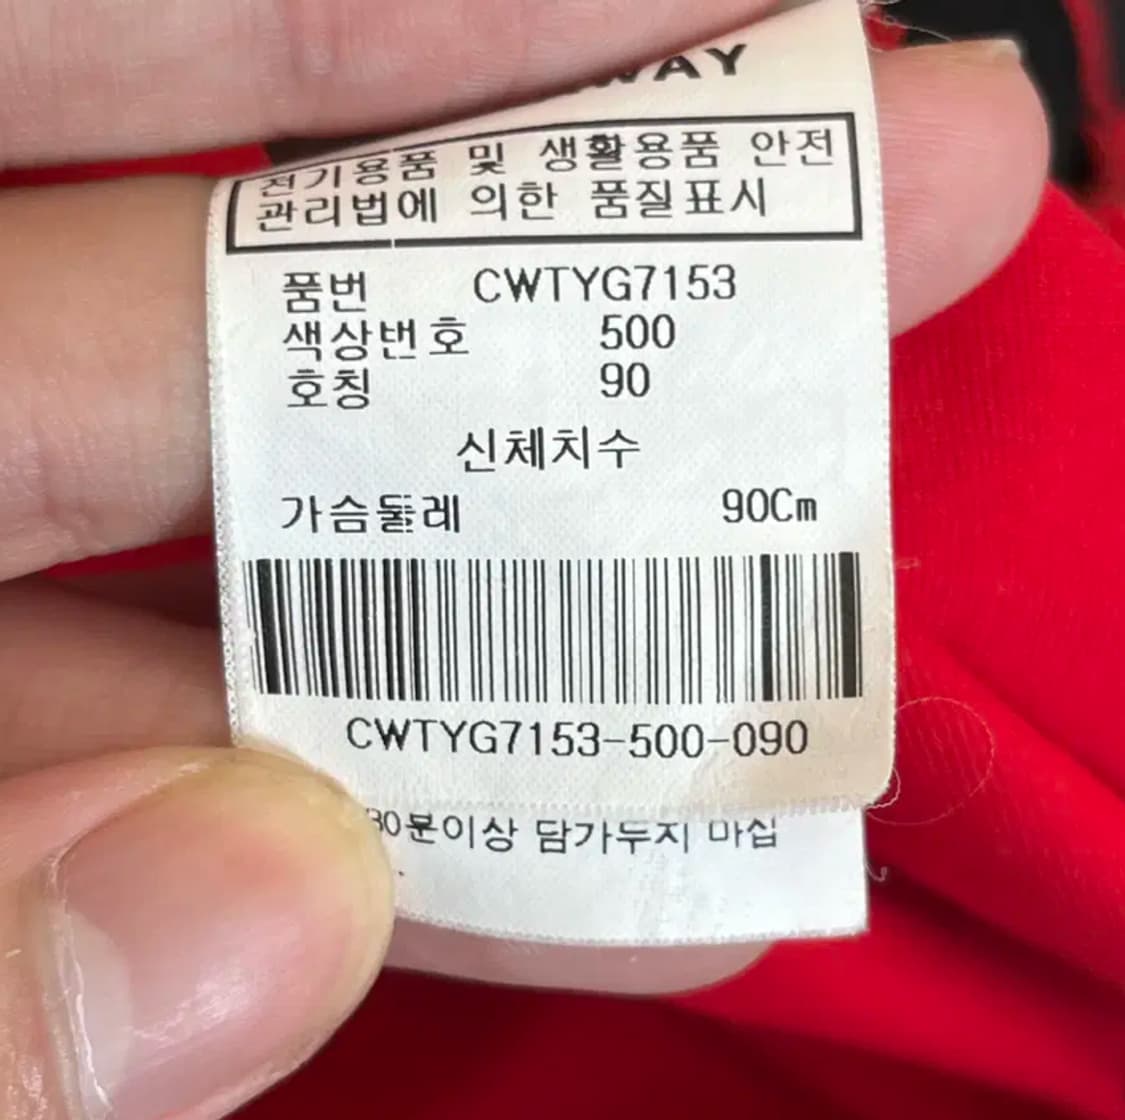 전기용품 및 생활용품 안전
관리법에 의한 품질표시
품번 CWTYG7153
색상번호 500
호칭 90
신체치수
가슴둘레 90Cm
CWTYG7153-500-090
30분이상 담가두지 마십